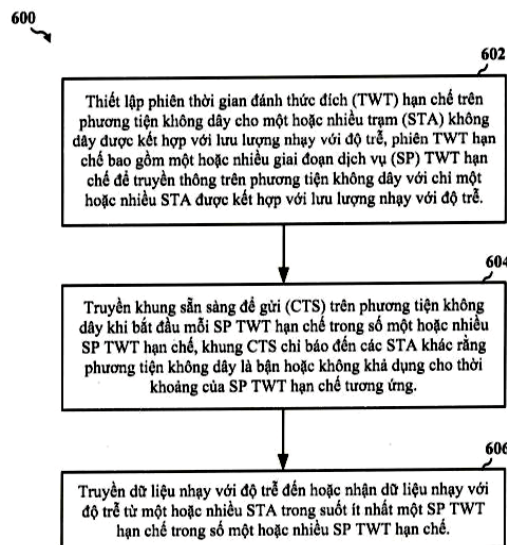 600
602
Thiết lập phiên thời gian đánh thức đích (TWT) hạn chế trên
phương tiện không dây cho một hoặc nhiều trạm (STA) không
dây được kết hợp với lưu lượng nhạy với độ trễ, phiên TWT hạn
chế bao gồm một hoặc nhiều giai đoạn dịch vụ (SP) TWT hạn
chế để truyền thông trên phương tiện không dây với chỉ một
hoặc nhiều STA được kết hợp với lưu lượng nhạy với độ trễ.
604
Truyền khung sẵn sàng để gửi (CTS) trên phương tiện không
dây khi bắt đầu mỗi SP TWT hạn chế trong số một hoặc nhiều
SP TWT hạn chế, khung CTS chỉ báo đến các STA khác rằng
phương tiện không dây là bận hoặc không khả dụng cho thời
khoảng của SP TWT hạn chế tương ứng.
606
Truyền dữ liệu nhạy với độ trễ đến hoặc nhận dữ liệu nhạy với
độ trễ từ một hoặc nhiều STA trong suốt ít nhất một SP TWT
hạn chế trong số một hoặc nhiều SP TWT hạn chế.